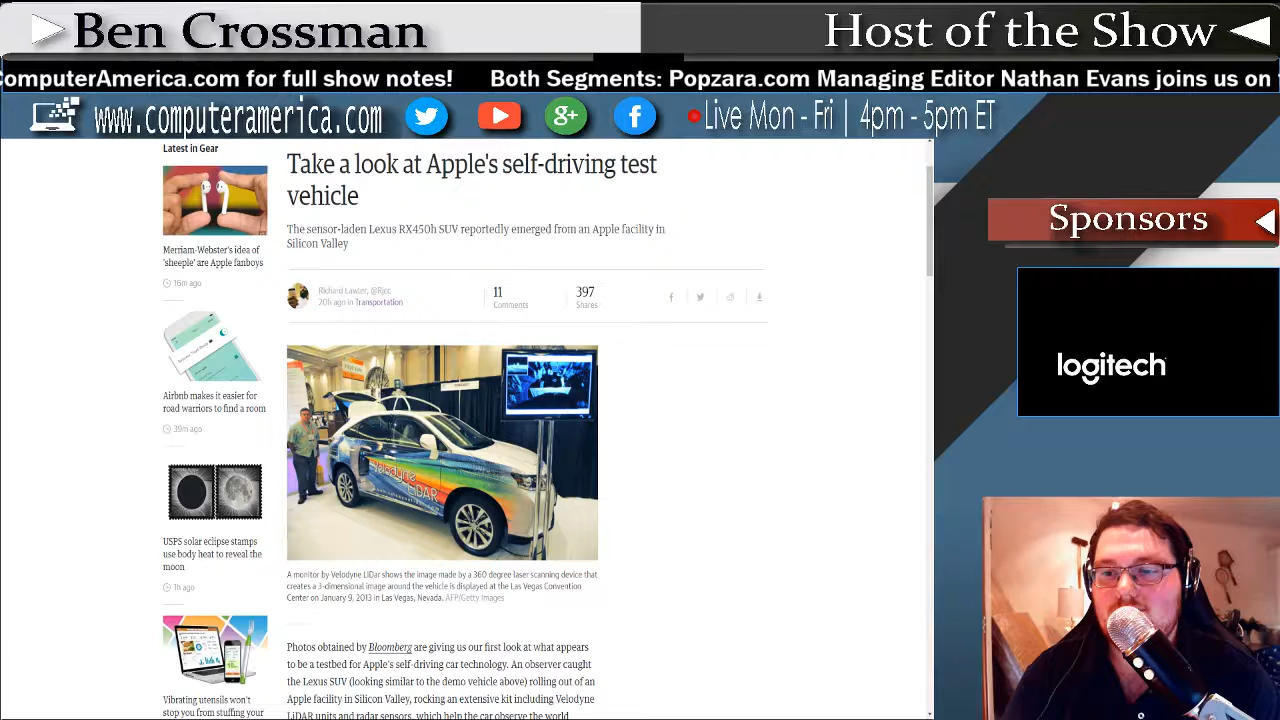 Ben Crossman
Host of the Show
ComputerAmerica.com for full show notes!
Both Segments: Popzara.com Managing Editor Nathan Evans joins us on
www.computeramerica.com
Live Mon - Fri | 4pm - 5pm ET
Latest in Gear
Merriam-Webster's idea of
'sheeple' are Apple fanboys
16m ago
Airbnb makes it easier for
road warriors to find a room
39m ago
USPS solar eclipse stamps
use body heat to reveal the
moon
1h ago
Vibrating utensils won't
stop you from stuffing your
Take a look at Apple's self-driving test
vehicle
The sensor-laden Lexus RX450h SUV reportedly emerged from an Apple facility in
Silicon Valley
Richard Lawler, @Rjcc
20h ago in Transportation
11
Comments
397
Shares
Velodyne
LiDAR
A monitor by Velodyne LiDar shows the image made by a 360 degree laser scanning device that
creates a 3-dimensional image around the vehicle is displayed at the Las Vegas Convention
Center on January 9, 2013 in Las Vegas, Nevada. AFP/Getty Images
Photos obtained by Bloomberg are giving us our first look at what appears
to be a testbed for Apple's self-driving car technology. An observer caught
the Lexus SUV (looking similar to the demo vehicle above) rolling out of an
Apple facility in Silicon Valley, rocking an extensive kit including Velodyne
LiDAR units and radar sensors, which help the car observe the world
Sponsors
logitech